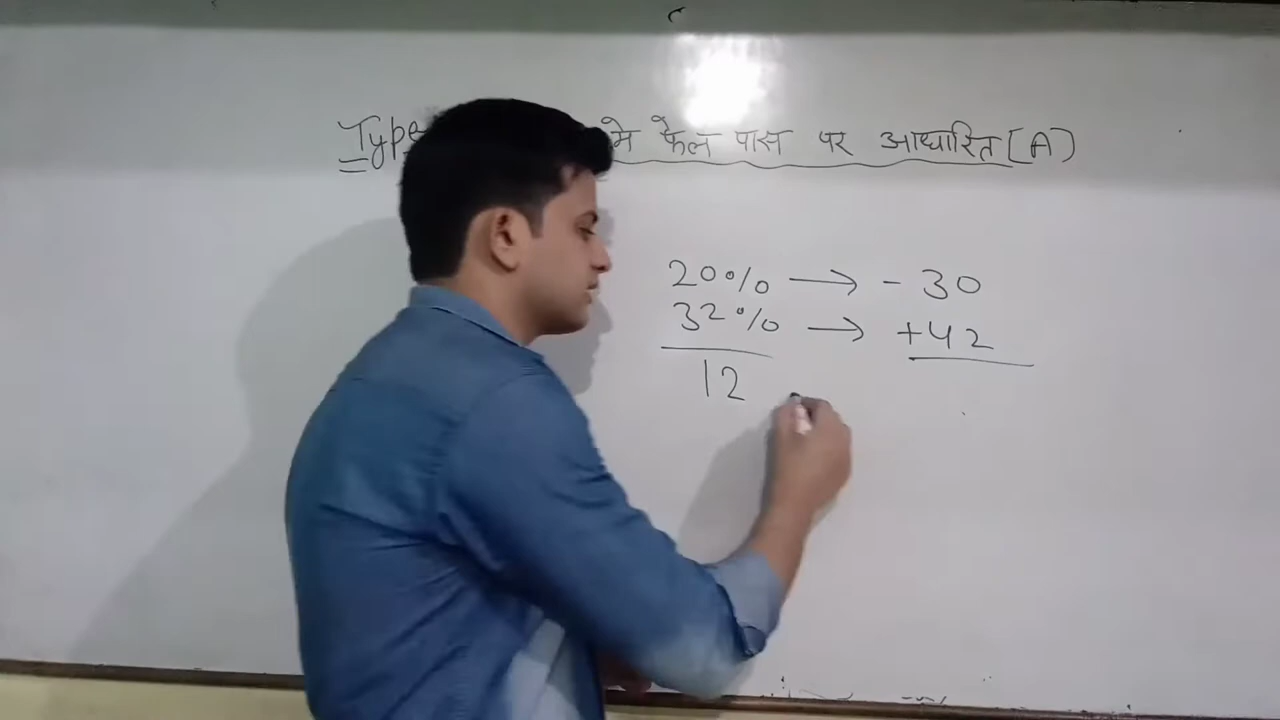 Type मे फेल पास पर आधारित [A)
20% → - 30
32% → +42
12